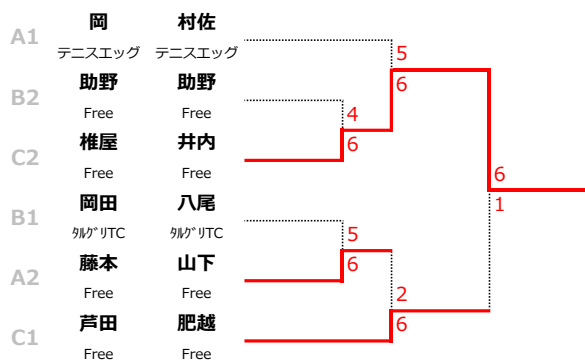 A1 岡 村佐
テニスエッグ テニスエッグ
5
B2 助野 助野
6
Free Free
4
C2 椎屋 井内
6
Free Free
6
B1 岡田 八尾
1
ﾀﾙｸﾞﾘTC ﾀﾙｸﾞﾘTC
5
A2 藤本 山下
6
Free Free
2
C1 芦田 肥越
6
Free Free